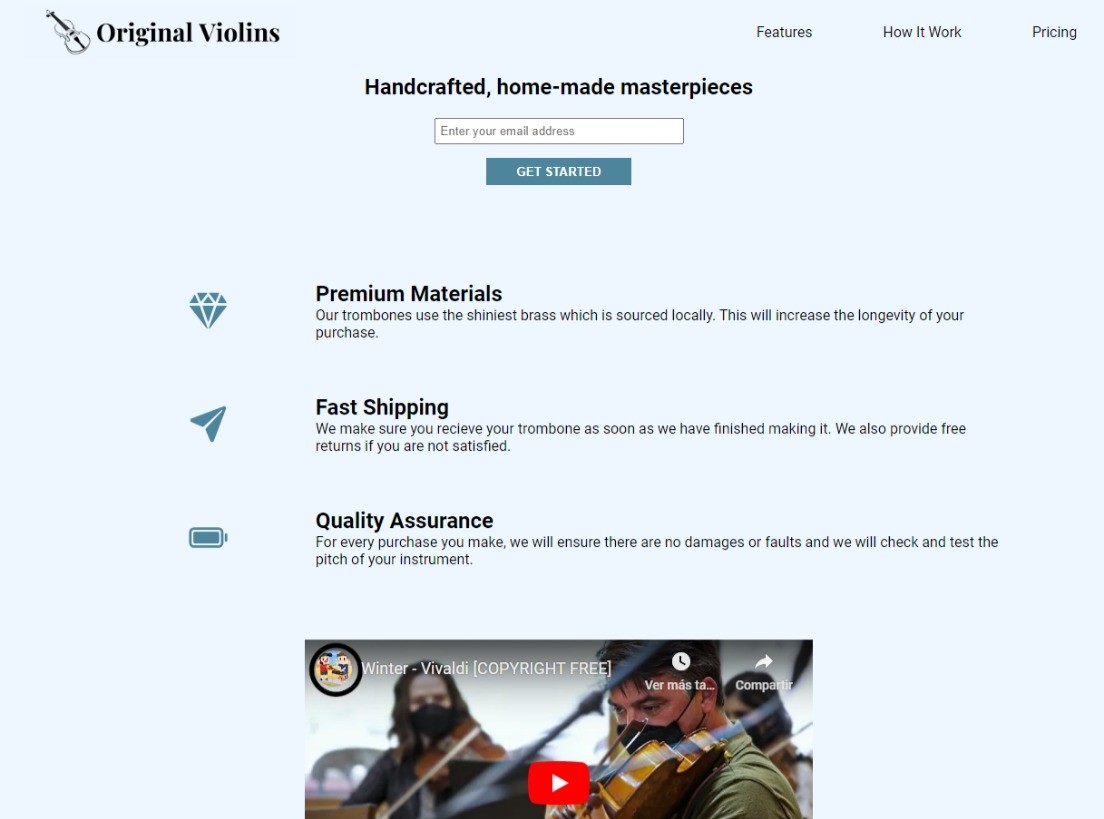 Original Violins
Features
How It Work
Pricing
Handcrafted, home-made masterpieces
Enter your email address
GET STARTED
Premium Materials
Our trombones use the shiniest brass which is sourced locally. This will increase the longevity of your
purchase.
Fast Shipping
We make sure you recieve your trombone as soon as we have finished making it. We also provide free
returns if you are not satisfied.
Quality Assurance
For every purchase you make, we will ensure there are no damages or faults and we will check and test the
pitch of your instrument.
Winter - Vivaldi [COPYRIGHT FREE]
Ver más ta...
Compartir